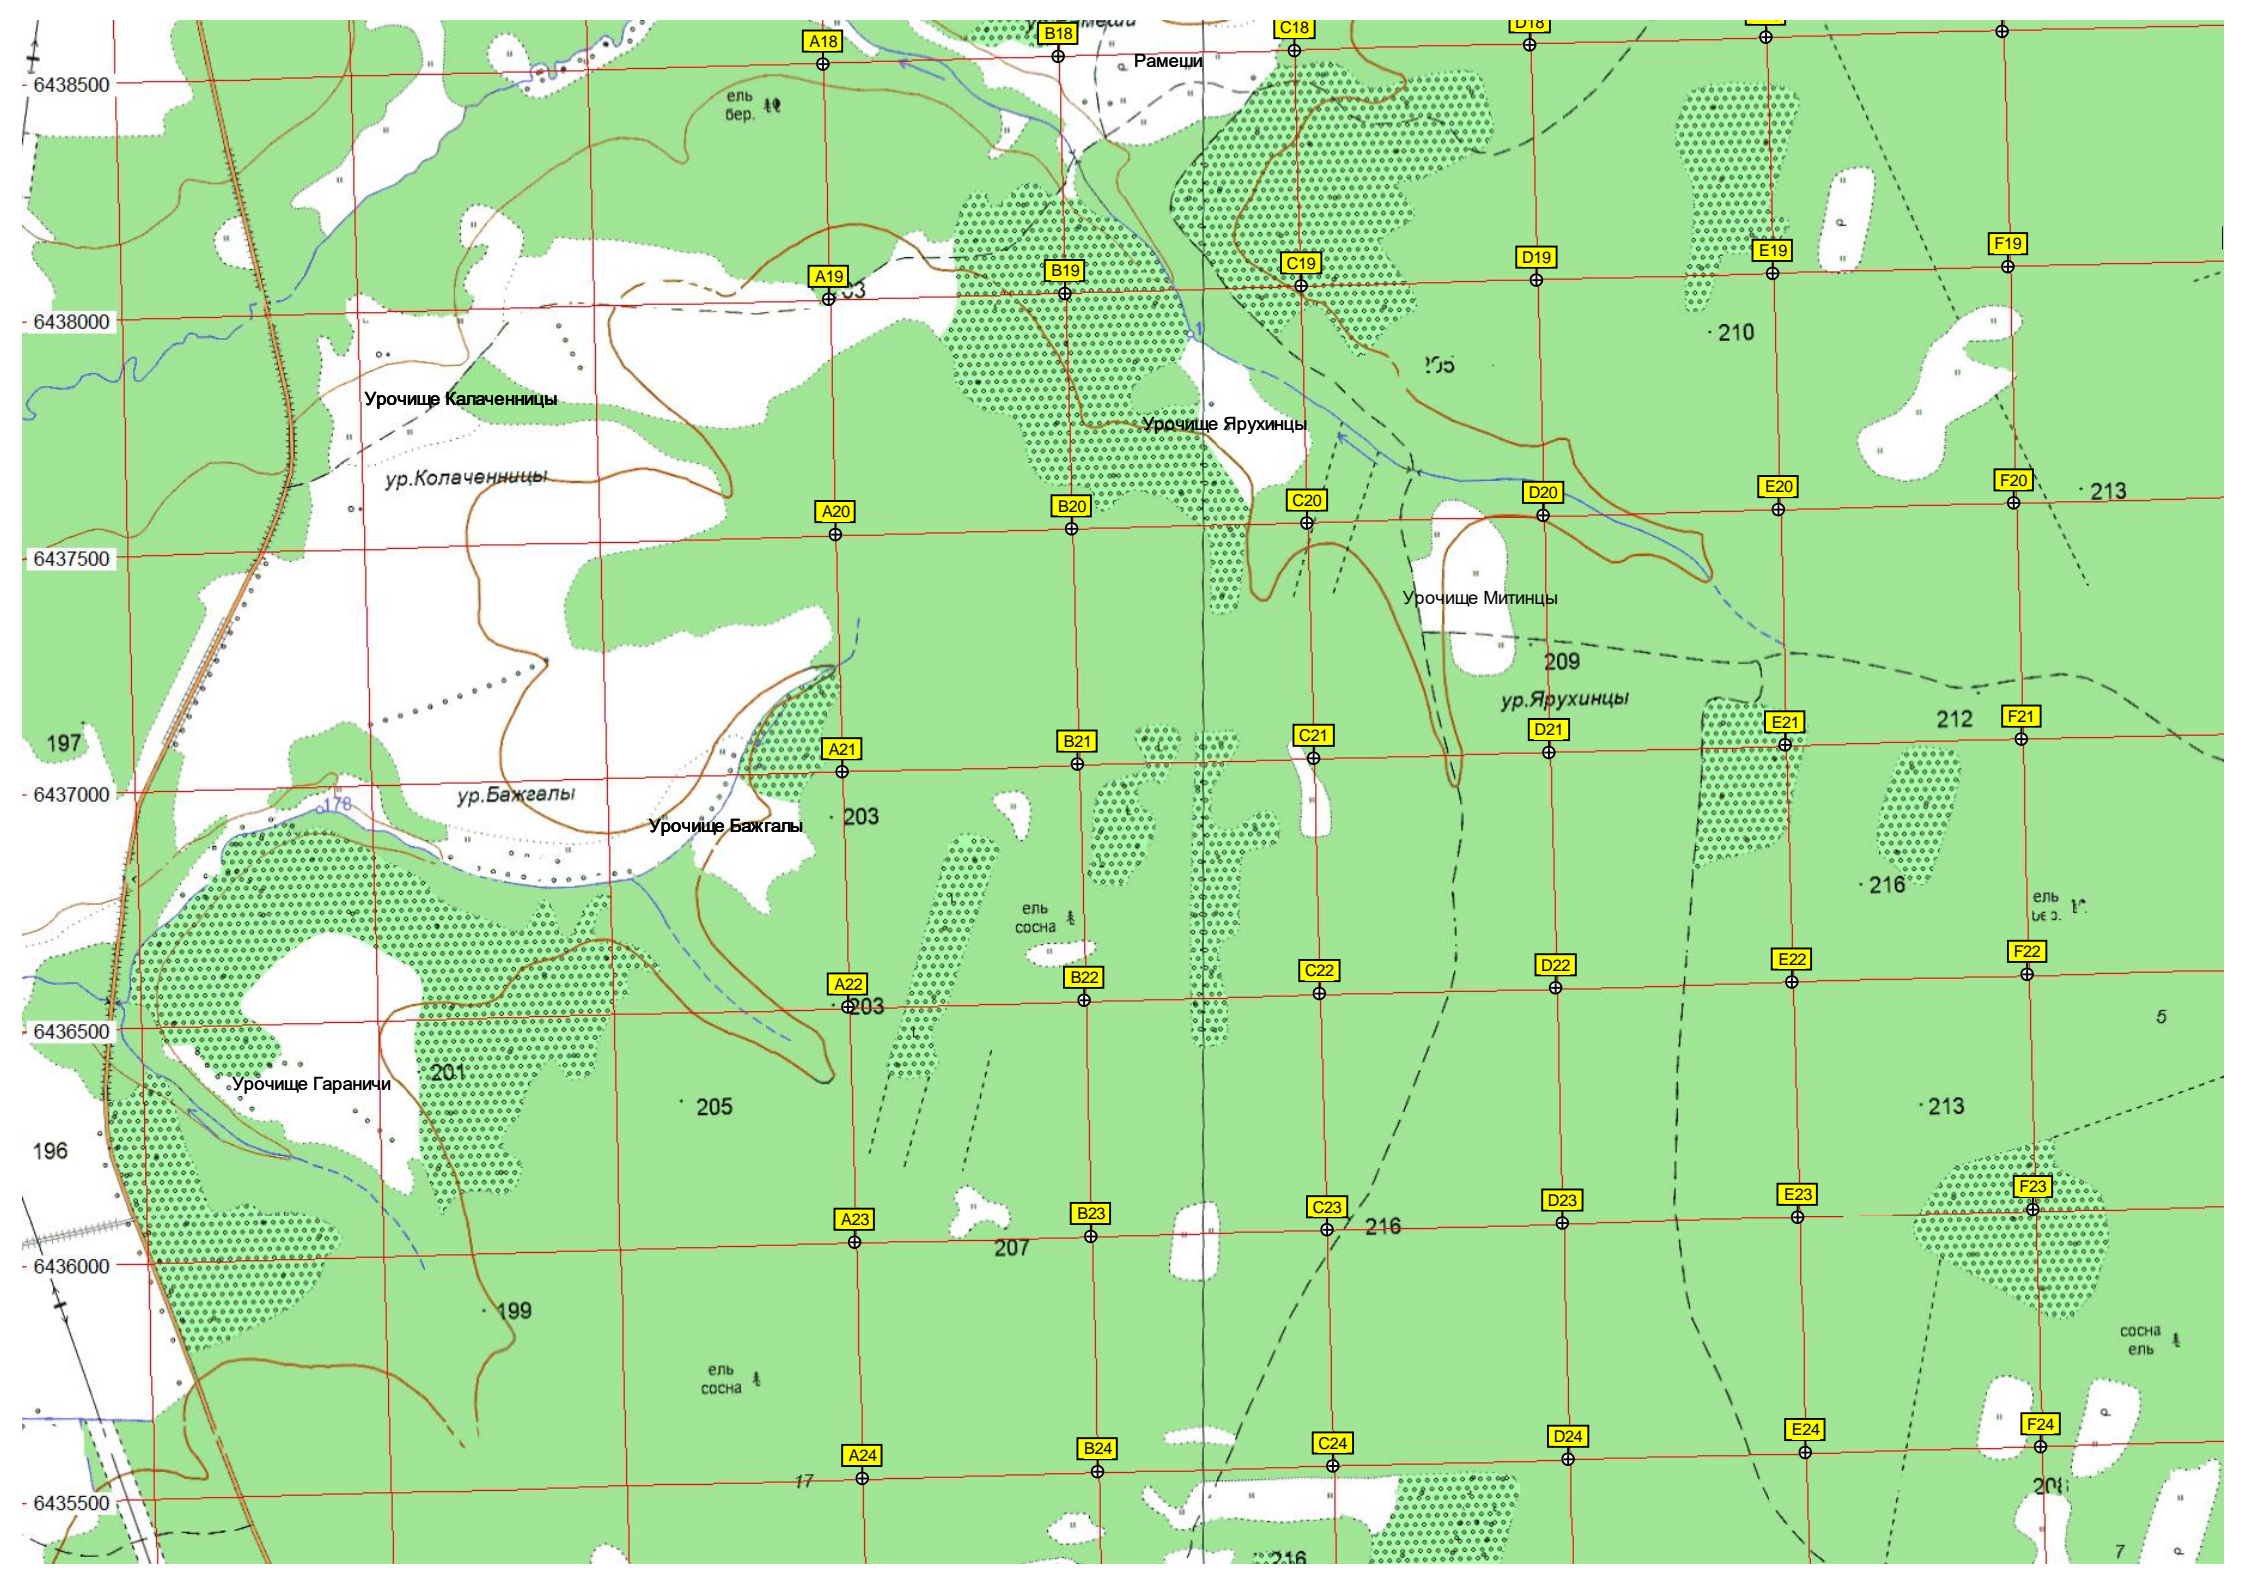 A18
B18
C18
D18
Рамеши
6438500
ель
бер.
A19
B19
C19
D19
E19
F19
6438000
1
210
Урочище Калаченницы
Урочище Ярухинцы
ур.Колаченницы
A20
B20
C20
D20
E20
F20
213
6437500
Урочище Митинцы
209
ур.Ярухинцы
197
A21
B21
C21
D21
E21
212
F21
6437000
178
ур.Бажгалы
Урочище Бажгалы
203
216
ель
сосна
ель
A22
B22
C22
D22
E22
F22
203
6436500
5
201
Урочище Гараничи
205
213
196
A23
B23
C23
D23
E23
F23
207
216
6436000
199
сосна
ель
ель
сосна
A24
B24
C24
D24
E24
F24
17
6435500
216
7